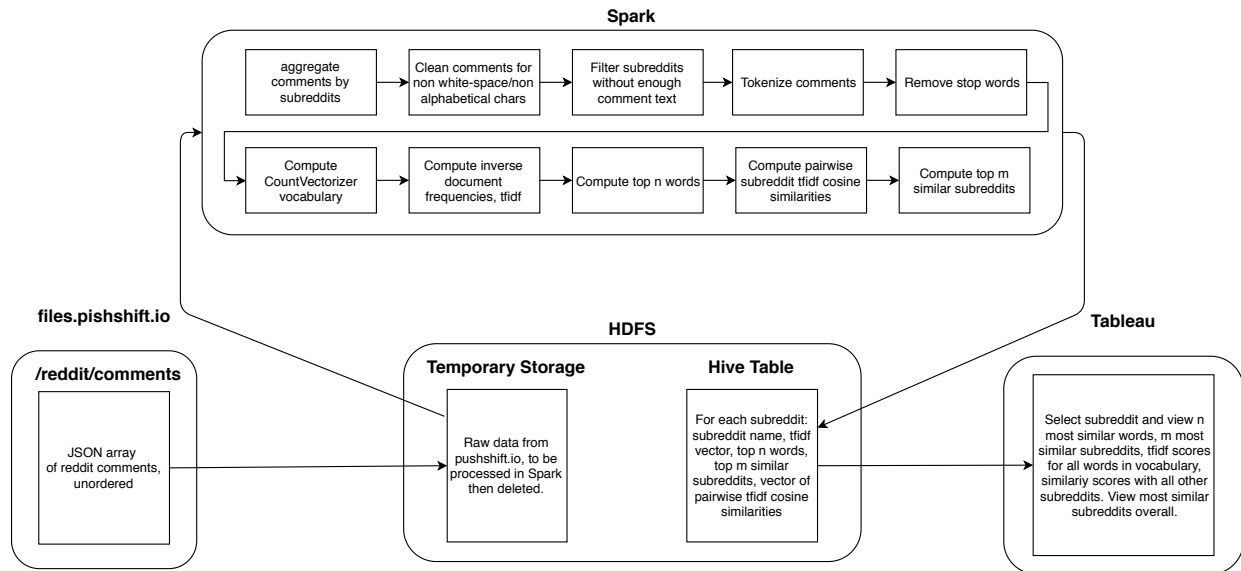 Spark
aggregate
comments by
subreddits
Clean comments for
non white-space/non
alphabetical chars
Filter subreddits
without enough
comment text
Tokenize comments
Remove stop words
Compute
CountVectorizer
vocabulary
Compute inverse
document
frequencies, tfidf
Compute top n words
Compute pairwise
subreddit tfidf cosine
similarities
Compute top m
similar subreddits
files.pishshift.io
/reddit/comments
JSON array
of reddit comments,
unordered
HDFS
Temporary Storage
Raw data from
pushshift.io, to be
processed in Spark
then deleted.
Hive Table
For each subreddit:
subreddit name, tfidf
vector, top n words,
top m similar
subreddits, vector of
pairwise tfidf cosine
similarities
Tableau
Select subreddit and view n
most similar words, m most
similar subreddits, tfidf scores
for all words in vocabulary,
similariy scores with all other
subreddits. View most similar
subreddits overall.